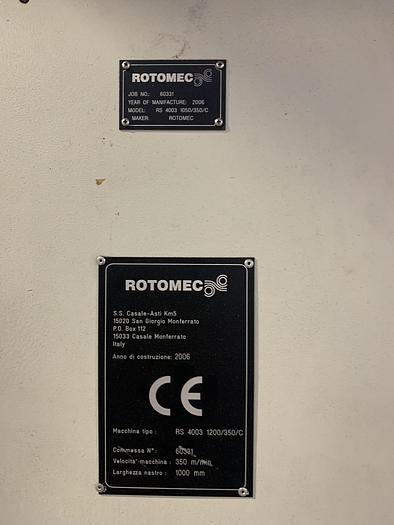 ROTOMEC
JOB NO.: 60331
YEAR OF MANIFACTURE: 2006
MODEL: RS 4003 1050/350/C
MAKER: ROTOMEC
ROTOMEC
S.S. Casale-Asti Km5
15020 San Giorgio Monferrato
P.O. Box 112
15033 Casale Monferrato
Italy
Anno di costruzione: 2006
CE
Macchina tipo : RS 4003 1200/350/C
Commessa N°: 60331
Velocita' macchina : 350 m/min
Larghezza nastro : 1000 mm